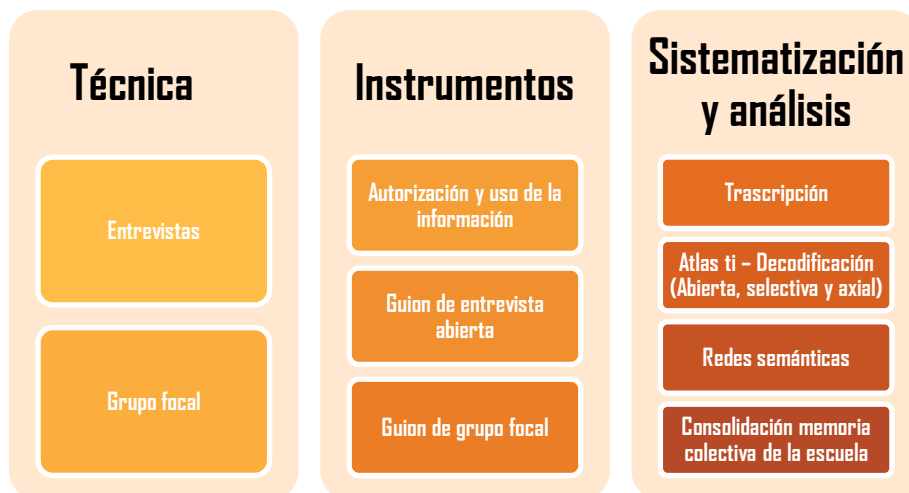 Técnica
Entrevistas
Grupo focal
Instrumentos
Autorización y uso de la
información
Guion de entrevista
abierta
Guion de grupo focal
Sistematización
y análisis
Trascripción
Atlas ti – Decodificación
(Abierta, selectiva y axial)
Redes semánticas
Consolidación memoria
colectiva de la escuela